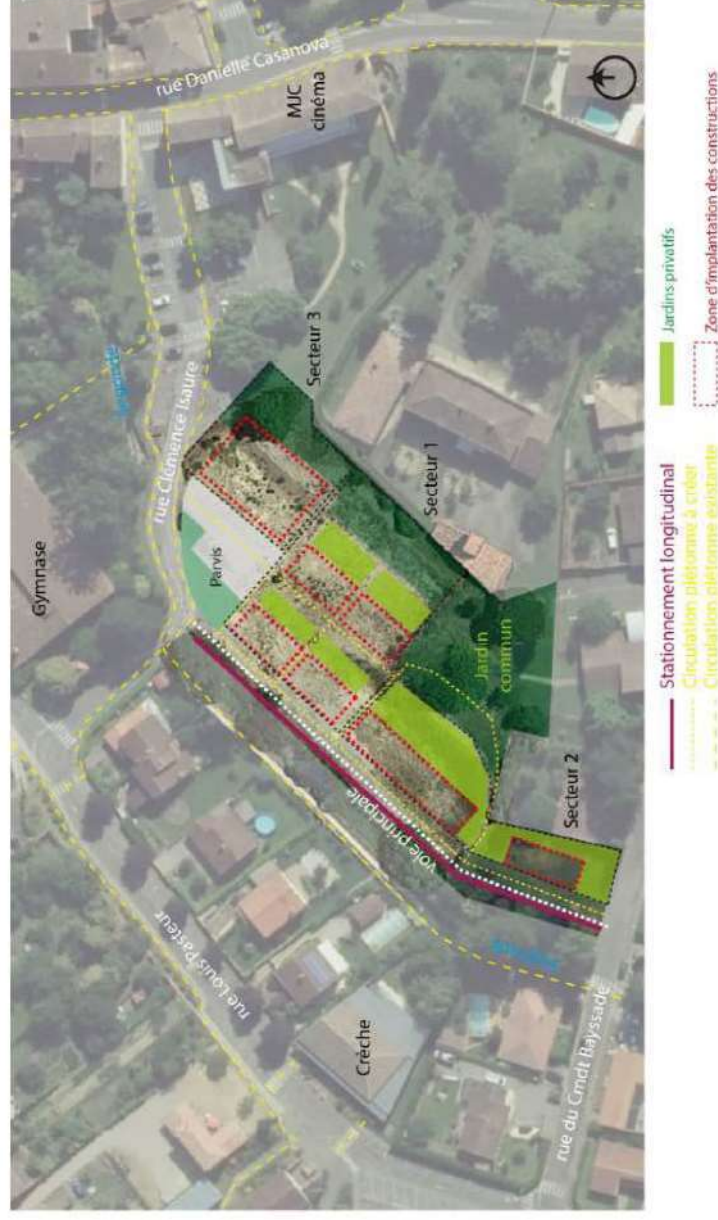 rue Danielle Casanova
MJC
cinéma
Gymnase
rue Clémence Isaure
Parvis
Secteur 3
Secteur 1
Jardin
commun
voie principale
Secteur 2
rue Louis Pasteur
Crèche
rue du Cmdt Bayssade
Stationnement longitudinal
Circulation piétonne à créer
Circulation piétonne existante
Jardins privatifs
Zone d'implantation des constructions